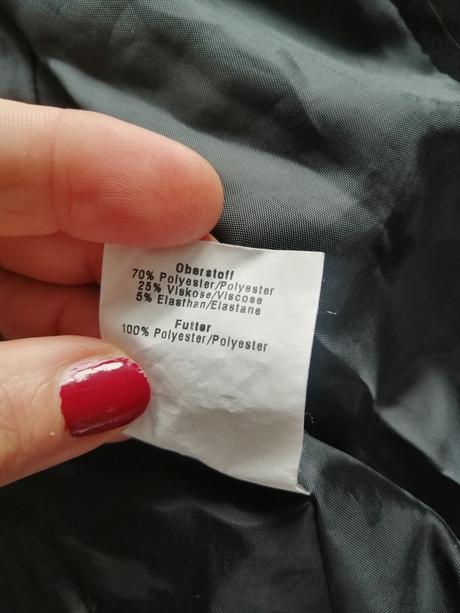 Oberstoff
70% Polyester/Polyester
25% Viskose/Viscose
5% Elasthan/Elastane
Futter
100% Polyester/Polyester